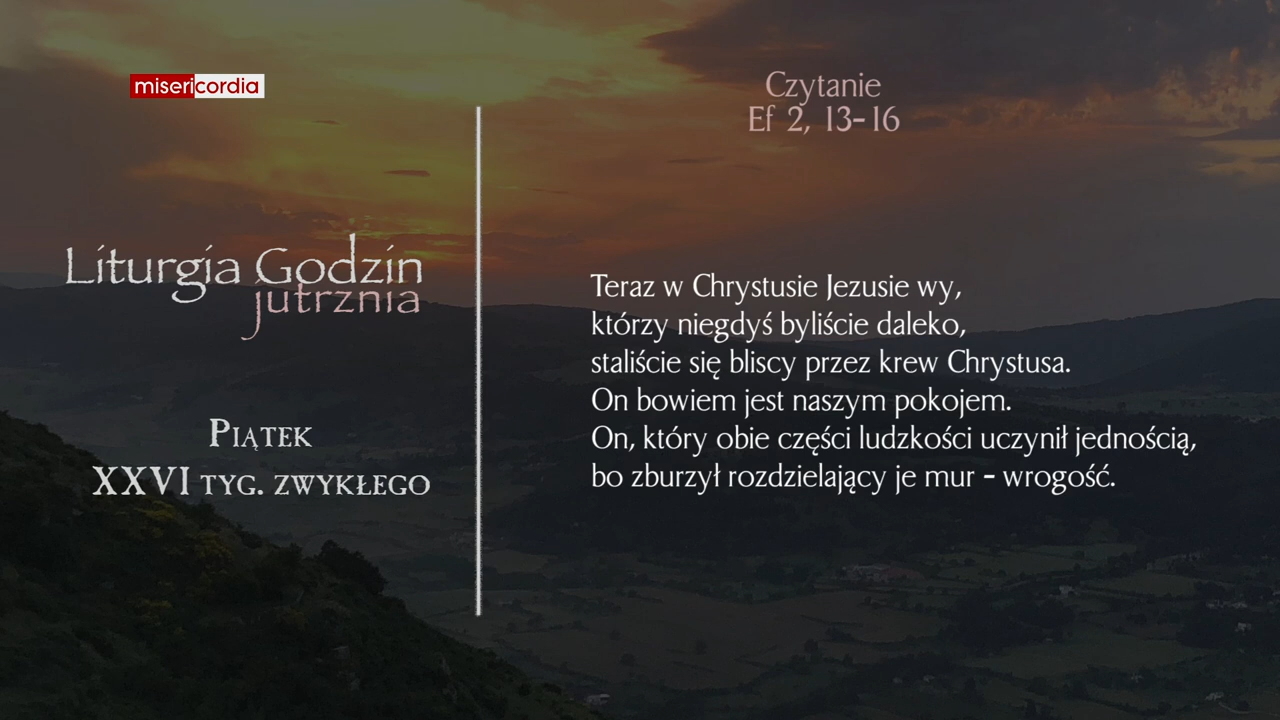 misericordia
Liturgia Godzin
jutrznia
Piątek
XXVI tyg. zwykłego
Czytanie
Ef 2, 13-16
Teraz w Chrystusie Jezusie wy,
którzy niegdyś byliście daleko,
staliście się bliscy przez krew Chrystusa.
On bowiem jest naszym pokojem.
On, który obie części ludzkości uczynił jednością,
bo zburzył rozdzielający je mur - wrogość.